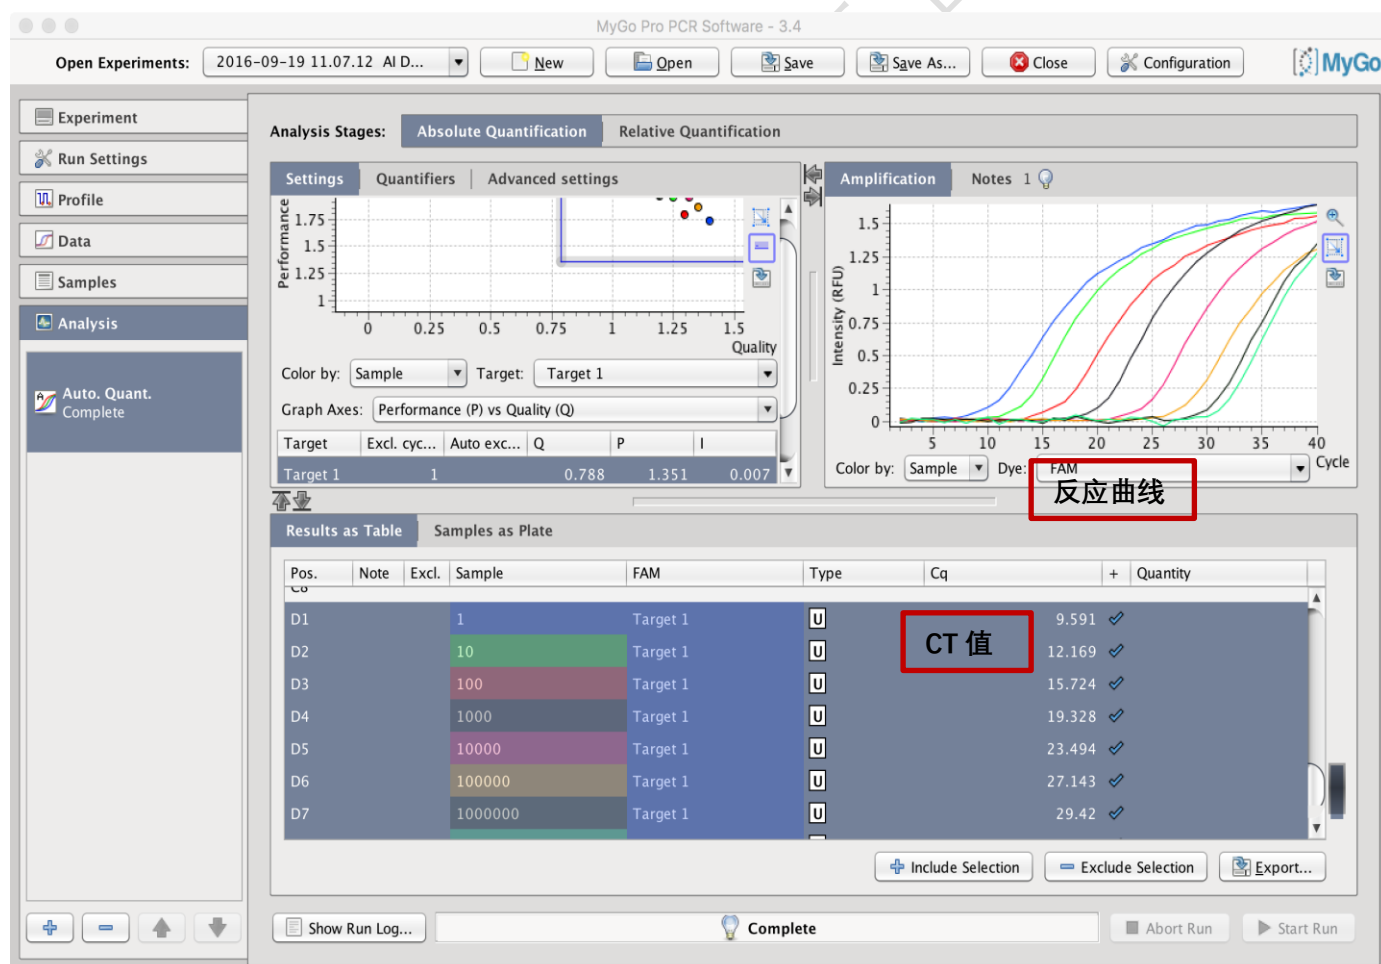 MyGo Pro PCR Software - 3.4
Open Experiments: 2016-09-19 11.07.12 AI D... New Open Save Save As... Close Configuration MyGo
Experiment
Run Settings
Profile
Data
Samples
Analysis
Auto. Quant.
Complete
Analysis Stages: Absolute Quantification Relative Quantification
Settings Quantifiers Advanced settings
Performance
1.75
1.5
1.25
1
0 0.25 0.5 0.75 1 1.25 1.5
Quality
Color by: Sample Target: Target 1
Graph Axes: Performance (P) vs Quality (Q)
Target Excl. cyc... Auto exc... Q P I
Target 1 1 0.788 1.351 0.007
Amplification Notes 1
Intensity (RFU)
1.5
1.25
1
0.75
0.5
0.25
0
5 10 15 20 25 30 35 40
Cycle
Color by: Sample Dye: FAM
反应曲线
Results as Table Samples as Plate
Pos. Note Excl. Sample FAM Type Cq + Quantity
D1 1 Target 1 U 9.591
D2 10 Target 1 U 12.169
CT 值
D3 100 Target 1 U 15.724
D4 1000 Target 1 U 19.328
D5 10000 Target 1 U 23.494
D6 100000 Target 1 U 27.143
D7 1000000 Target 1 U 29.42
Include Selection Exclude Selection Export...
Show Run Log... Complete Abort Run Start Run